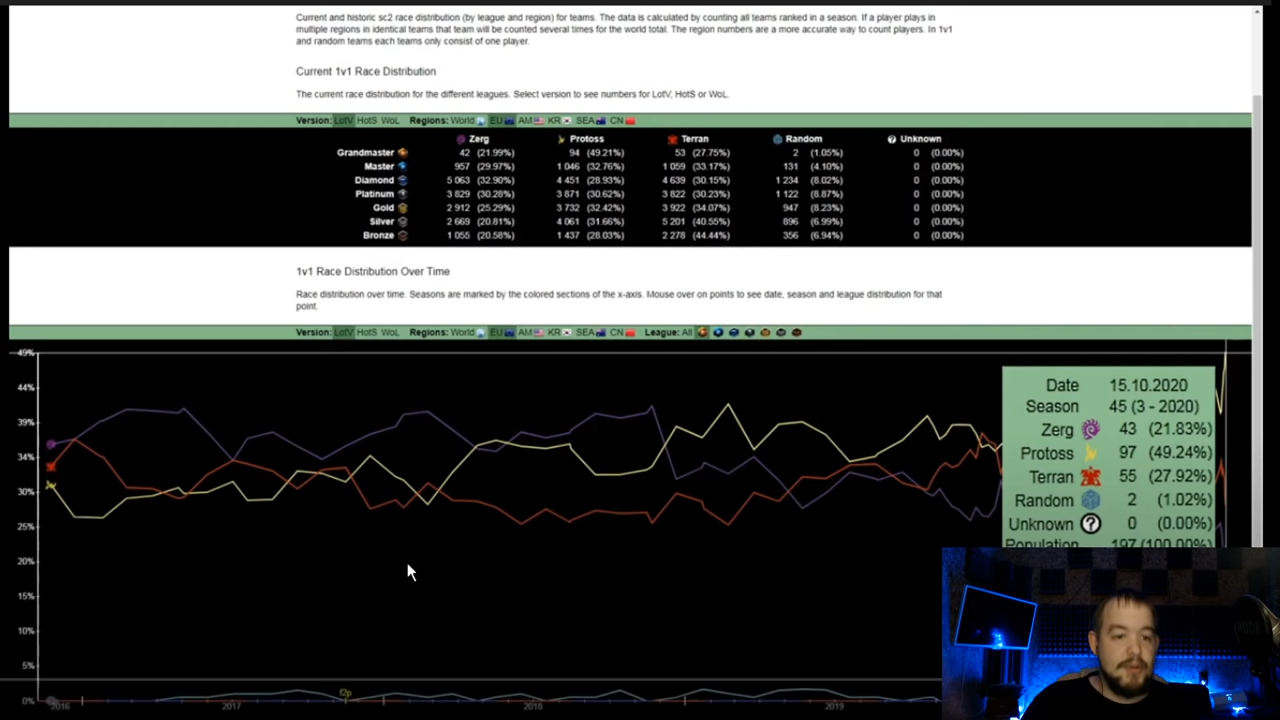 Current and historic sc2 race distribution (by league and region) for teams. The data is calculated by counting all teams ranked in a season. If a player plays in
multiple regions in identical teams that team will be counted several times for the world total. The region numbers are a more accurate way to count players. In 1v1
and random teams each teams only consist of one player.
Current 1v1 Race Distribution
The current race distribution for the different leagues. Select version to see numbers for LotV, HotS or WoL.
Version: LotV HotS WoL Regions: World EU AM KR SEA CN
Zerg Protoss Terran Random Unknown
Grandmaster 42 (21.99%) 94 (49.21%) 53 (27.75%) 2 (1.05%) 0 (0.00%)
Master 957 (29.97%) 1 046 (32.76%) 1 059 (33.17%) 131 (4.10%) 0 (0.00%)
Diamond 5 063 (32.90%) 4 451 (28.93%) 4 639 (30.15%) 1 234 (8.02%) 0 (0.00%)
Platinum 3 829 (30.28%) 3 871 (30.62%) 3 822 (30.23%) 1 122 (8.87%) 0 (0.00%)
Gold 2 912 (25.29%) 3 732 (32.42%) 3 922 (34.07%) 947 (8.23%) 0 (0.00%)
Silver 2 669 (20.81%) 4 061 (31.66%) 5 201 (40.55%) 896 (6.99%) 0 (0.00%)
Bronze 1 055 (20.58%) 1 437 (28.03%) 2 278 (44.44%) 356 (6.94%) 0 (0.00%)
1v1 Race Distribution Over Time
Race distribution over time. Seasons are marked by the colored sections of the x-axis. Mouse over on points to see date, season and league distribution for that
point.
Version: LotV HotS WoL Regions: World EU AM KR SEA CN League: All
49%
44%
39%
34%
30%
25%
20%
15%
10%
5%
0%
Date 15.10.2020
Season 45 (3 - 2020)
Zerg 43 (21.83%)
Protoss 97 (49.24%)
Terran 55 (27.92%)
Random 2 (1.02%)
Unknown 0 (0.00%)
Population 197 (100.00%)
f2p
2016 2017 2018 2019